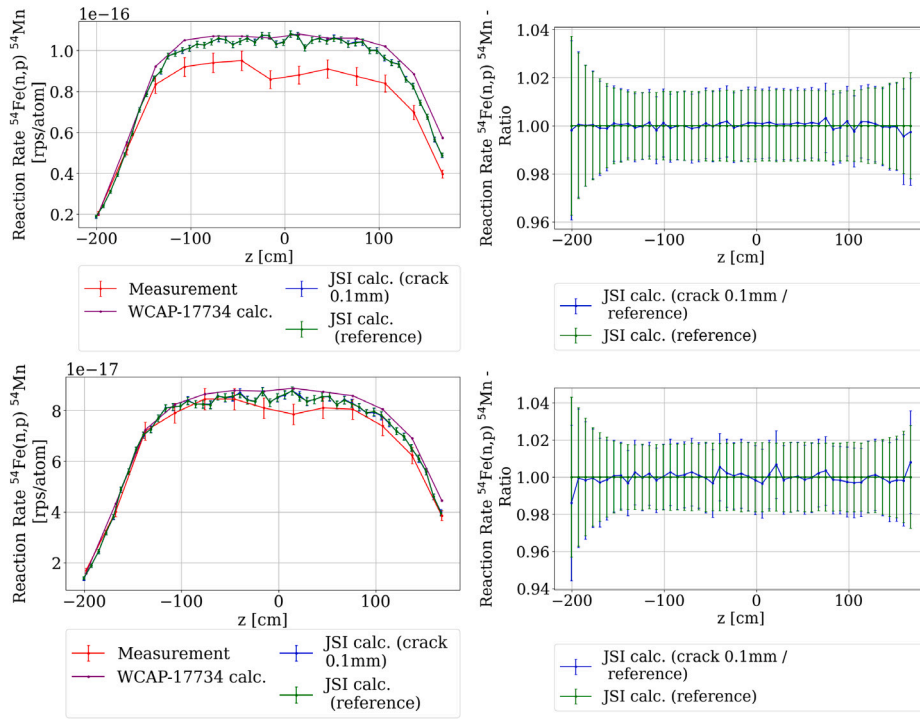 1e−16
Reaction Rate ⁵⁴Fe(n,p) ⁵⁴Mn
[rps/atom]
1.0
0.8
0.6
0.4
0.2
−200
−100
0
100
z [cm]
Measurement
WCAP-17734 calc.
JSI calc. (crack
0.1mm)
JSI calc.
(reference)
Reaction Rate ⁵⁴Fe(n,p) ⁵⁴Mn -
Ratio
1.04
1.02
1.00
0.98
0.96
−200
−100
0
100
z [cm]
JSI calc. (crack 0.1mm /
reference)
JSI calc. (reference)
1e−17
Reaction Rate ⁵⁴Fe(n,p) ⁵⁴Mn
[rps/atom]
8
6
4
2
−200
−100
0
100
z [cm]
Measurement
WCAP-17734 calc.
JSI calc. (crack
0.1mm)
JSI calc.
(reference)
Reaction Rate ⁵⁴Fe(n,p) ⁵⁴Mn -
Ratio
1.04
1.02
1.00
0.98
0.96
0.94
−200
−100
0
100
z [cm]
JSI calc. (crack 0.1mm /
reference)
JSI calc. (reference)